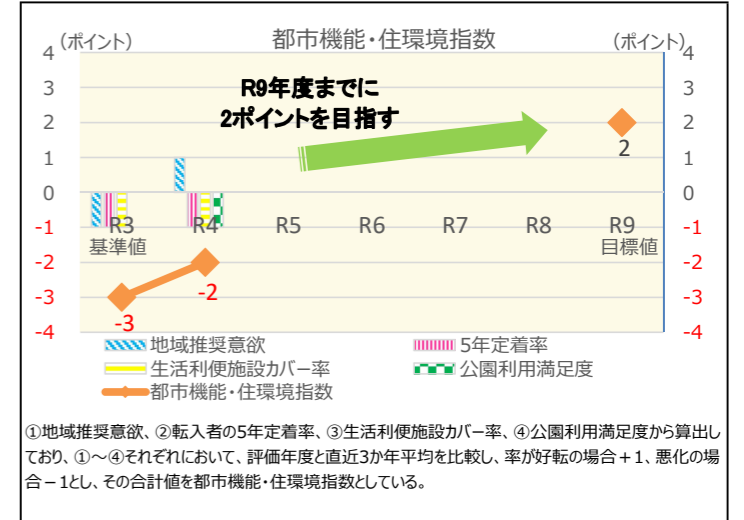 都市機能・住環境指数
（ポイント）
（ポイント）
R9年度までに
2ポイントを目指す
4
3
2
1
0
-1
-2
-3
-4
4
3
2
1
0
-1
-2
-3
-4
R3 R4 R5 R6 R7 R8 R9
基準値 目標値
-3
-2
2
地域推奨意欲 5年定着率
生活利便施設カバー率 公園利用満足度
都市機能・住環境指数
①地域推奨意欲、②転入者の5年定着率、③生活利便施設カバー率、④公園利用満足度から算出し
ており、①～④それぞれにおいて、評価年度と直近3か年平均を比較し、率が好転の場合＋1、悪化の場
合－1とし、その合計値を都市機能・住環境指数としている。